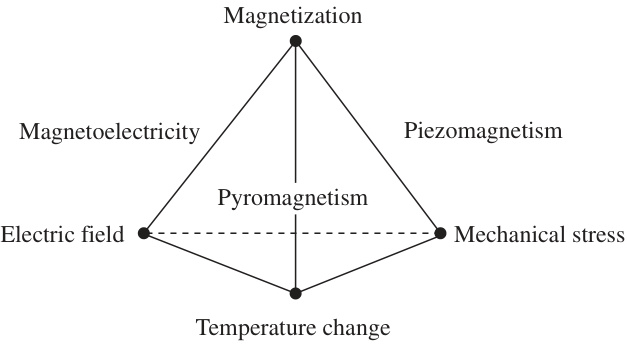 Magnetization
Magnetoelectricity
Piezomagnetism
Pyromagnetism
Electric field
Mechanical stress
Temperature change